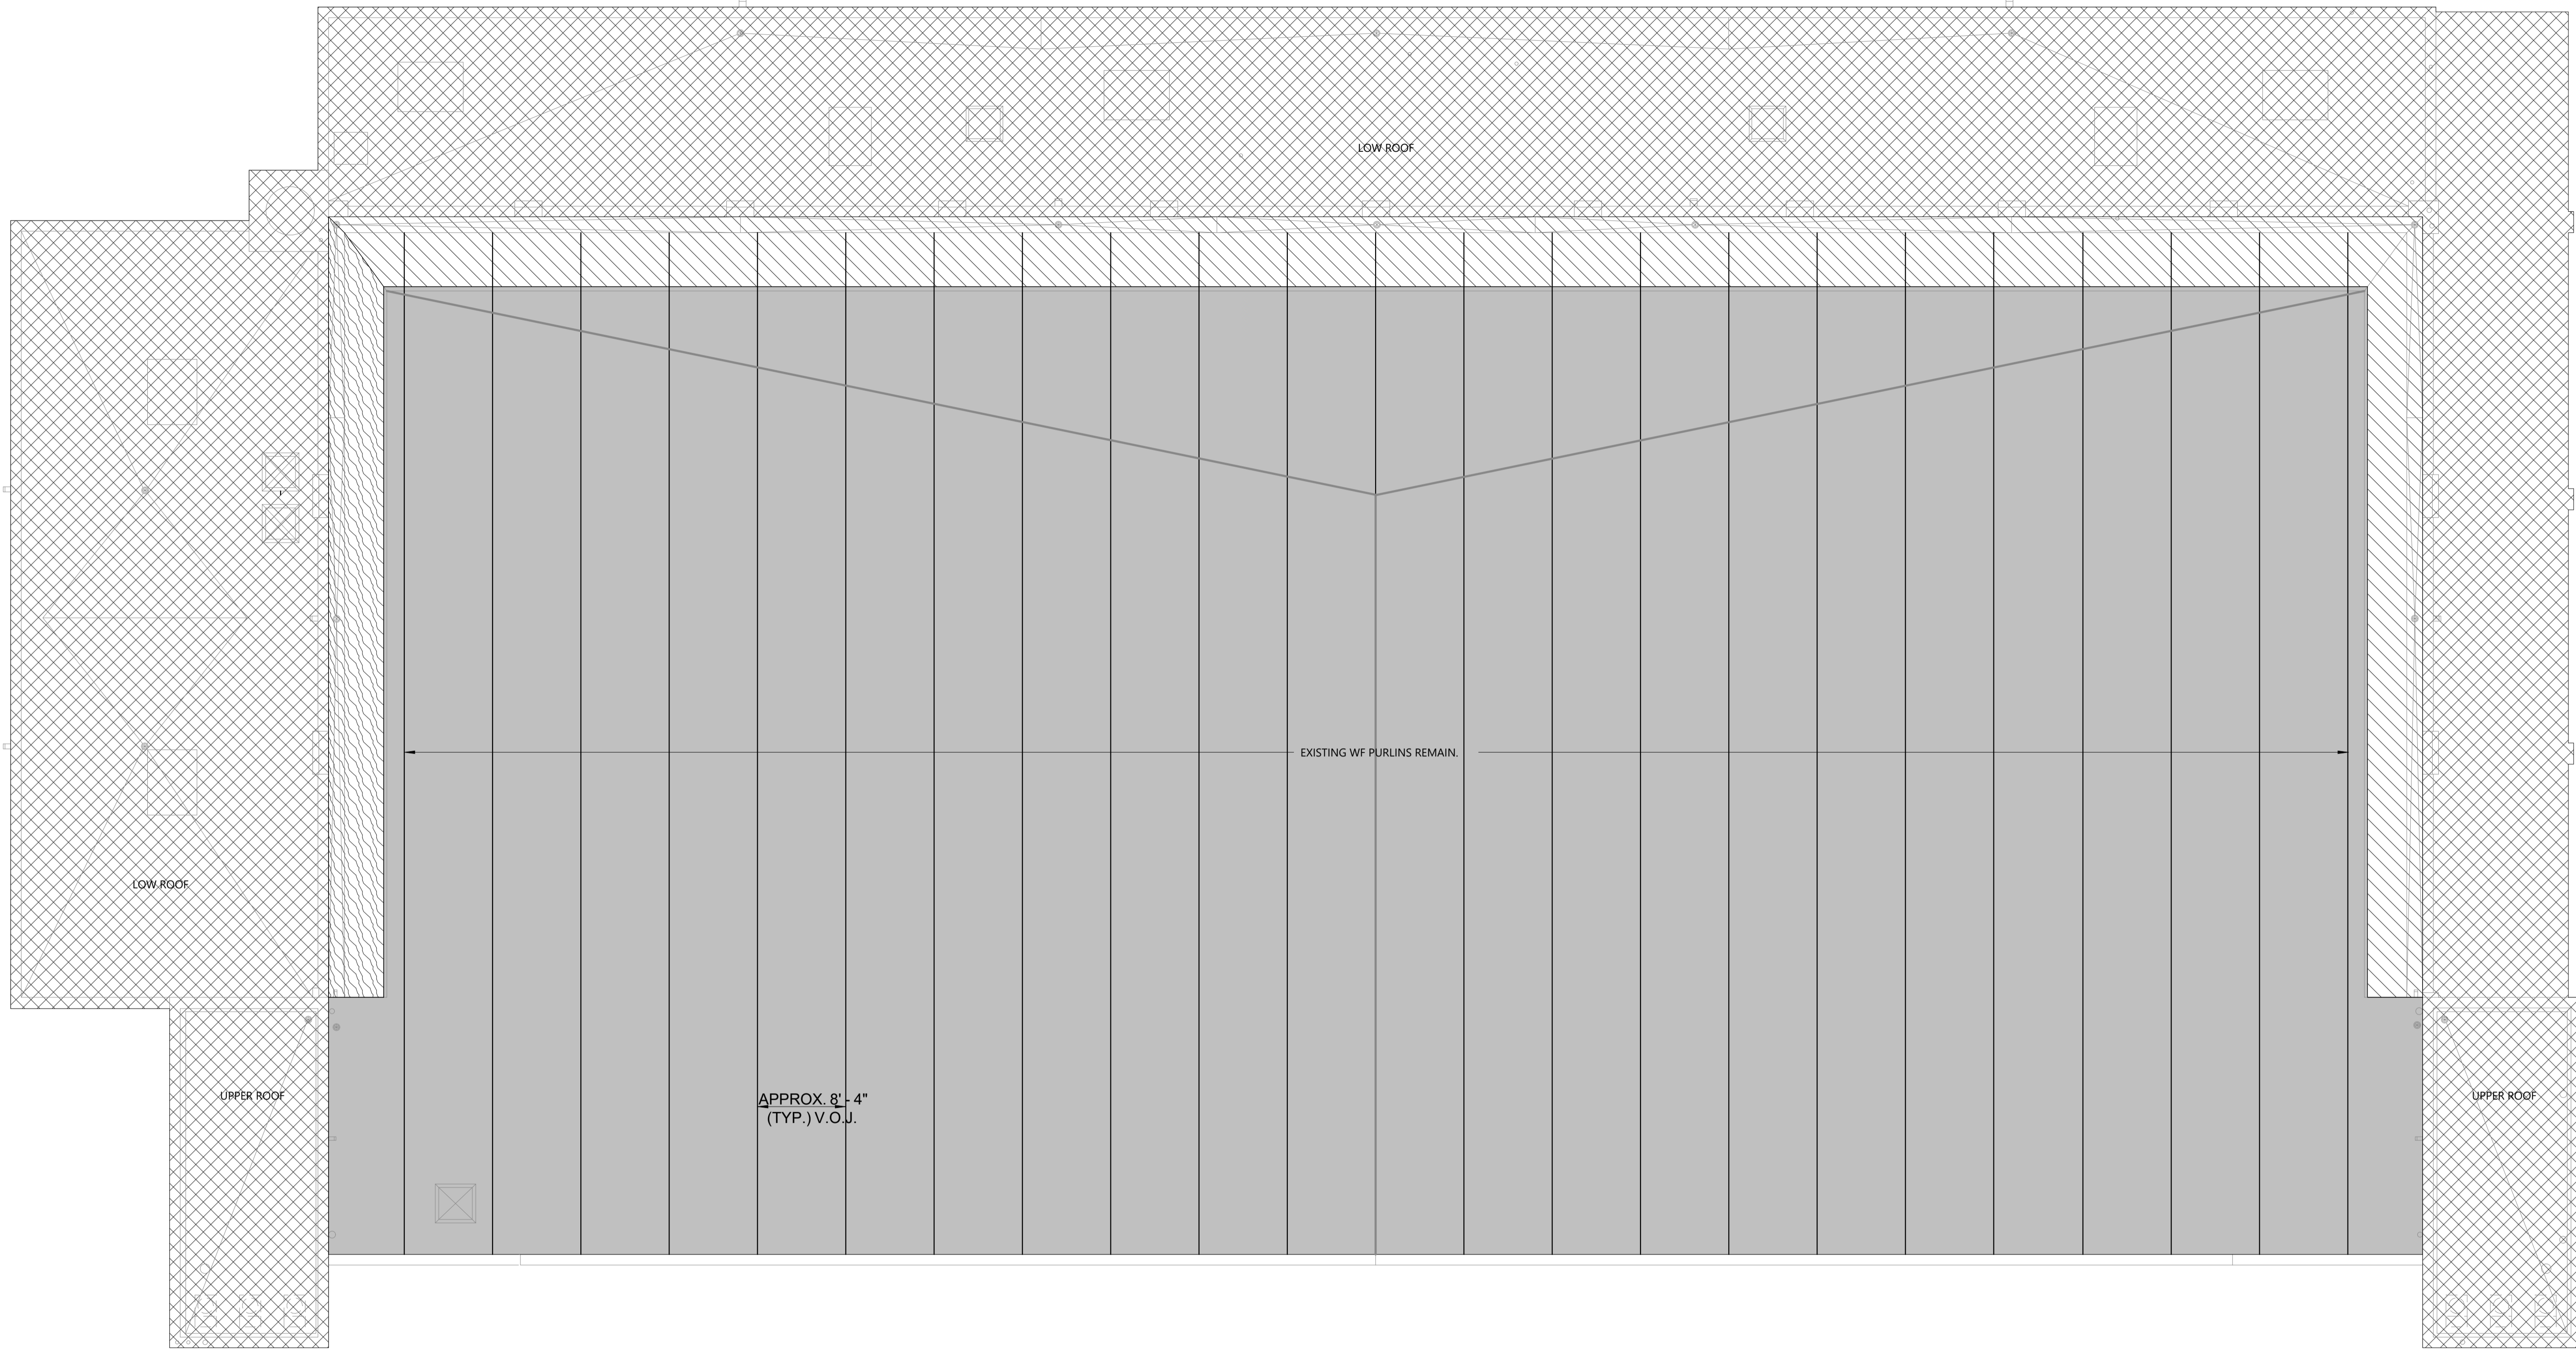 LOW ROOF
EXISTING WF PURLINS REMAIN.
LOW ROOF
UPPER ROOF
APPROX. 8' - 4"
(TYP.) V.O.J.
UPPER ROOF